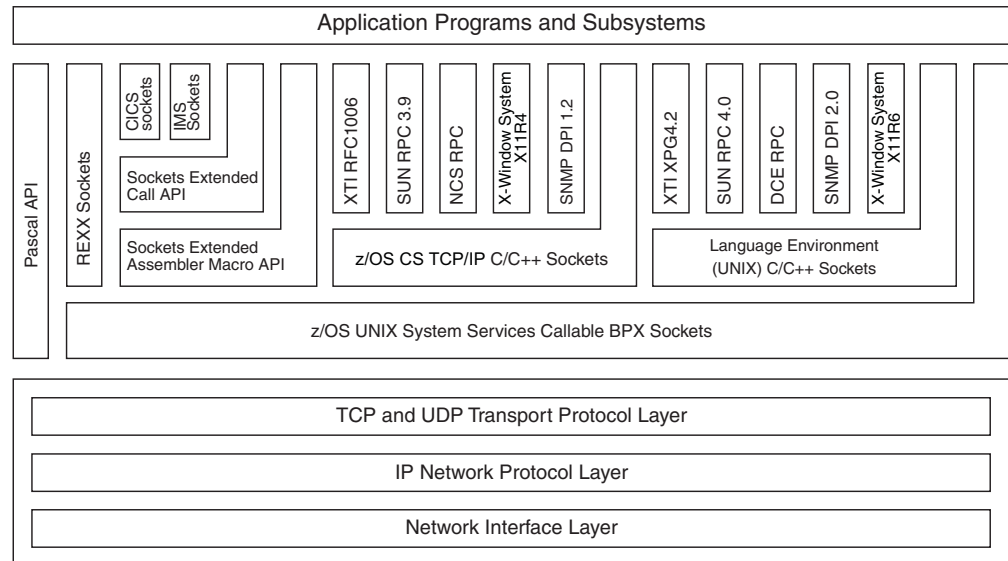 Application Programs and Subsystems
Pascal API
REXX Sockets
CICS
sockets
IMS
Sockets
Sockets Extended
Call API
Sockets Extended
Assembler Macro API
XTI RFC1006
SUN RPC 3.9
NCS RPC
X-Window System
X11R4
SNMP DPI 1.2
z/OS CS TCP/IP C/C++ Sockets
XTI XPG4.2
SUN RPC 4.0
DCE RPC
SNMP DPI 2.0
X-Window System
X11R6
Language Environment
(UNIX) C/C++ Sockets
z/OS UNIX System Services Callable BPX Sockets
TCP and UDP Transport Protocol Layer
IP Network Protocol Layer
Network Interface Layer